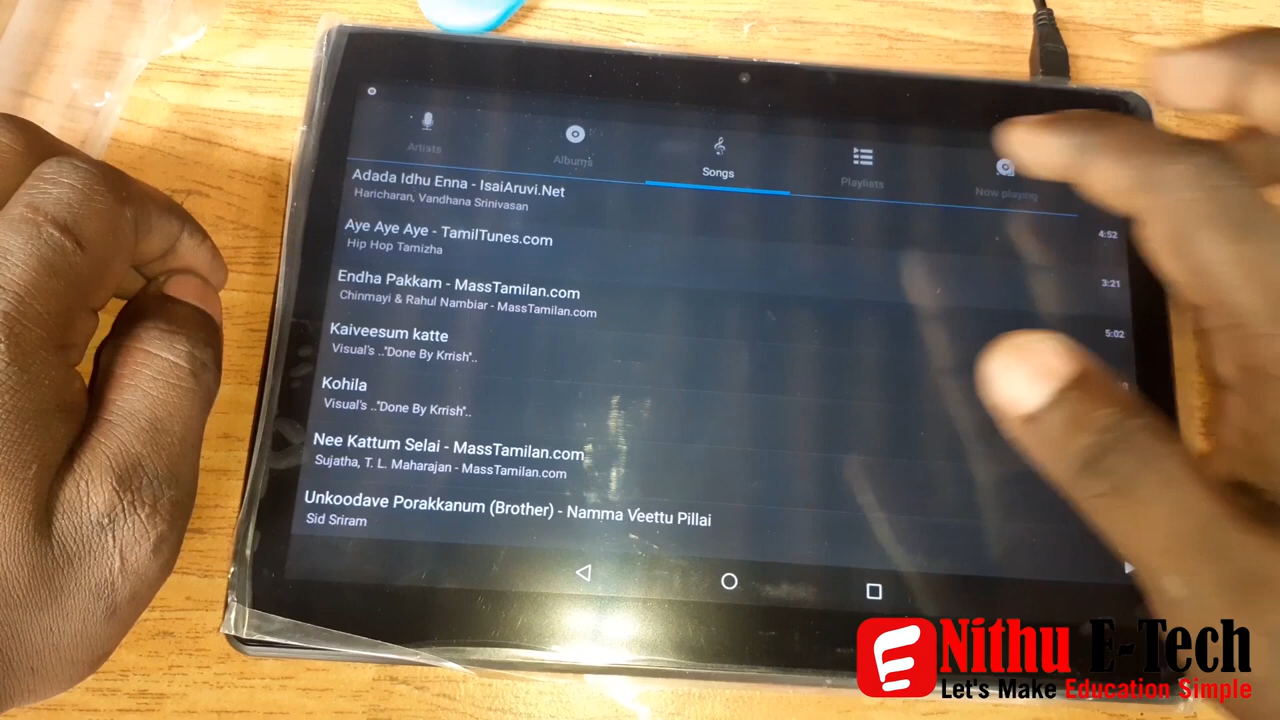 Artists
Albums
Songs
Playlists
Now playing
Adada Idhu Enna - IsaiAruvi.Net
Haricharan, Vandhana Srinivasan
4:52
Aye Aye Aye - TamilTunes.com
Hip Hop Tamizha
3:21
Endha Pakkam - MassTamilan.com
Chinmayi & Rahul Nambiar - MassTamilan.com
5:02
Kaiveesum katte
Visual's .."Done By Krrish"..
Kohila
Visual's .."Done By Krrish"..
Nee Kattum Selai - MassTamilan.com
Sujatha, T. L. Maharajan - MassTamilan.com
Unkoodave Porakkanum (Brother) - Namma Veettu Pillai
Sid Sriram
Nithu E-Tech
Let's Make Education Simple